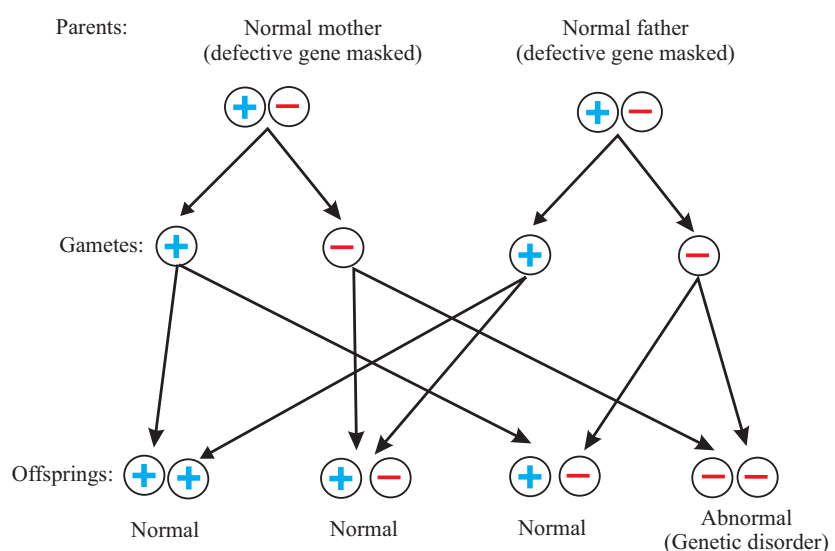 Parents:
Normal mother
(defective gene masked)
Normal father
(defective gene masked)
+ −
+ −
Gametes:
+
−
+
−
Offsprings:
+ +
+ −
+ −
− −
Normal
Normal
Normal
Abnormal
(Genetic disorder)